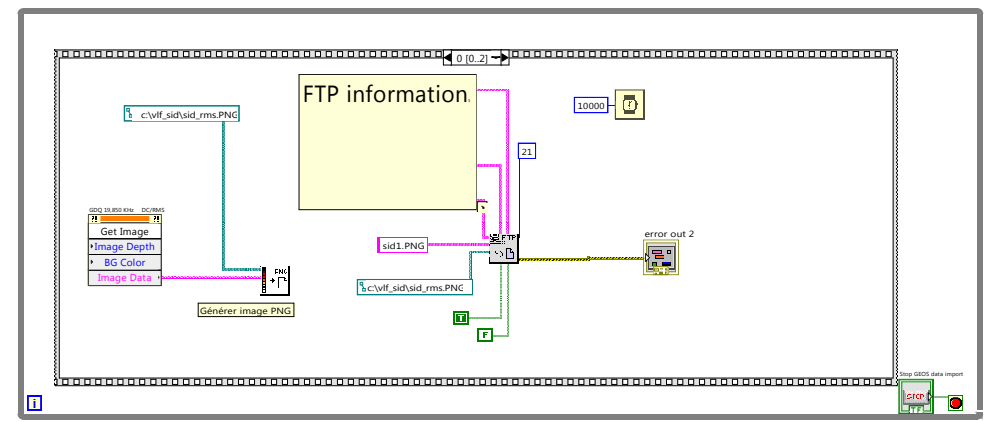 0 [0..2]
FTP information
c:\vlf_sid\sid_rms.PNG
10000
21
GDQ 19,850 KHz DC/RMS
Get Image
Image Depth
BG Color
Image Data
PNG
Générer image PNG
FTP
sid1.PNG
c:\vlf_sid\sid_rms.PNG
T
F
error out 2
Stop GEOS data import
STOP
TF
i